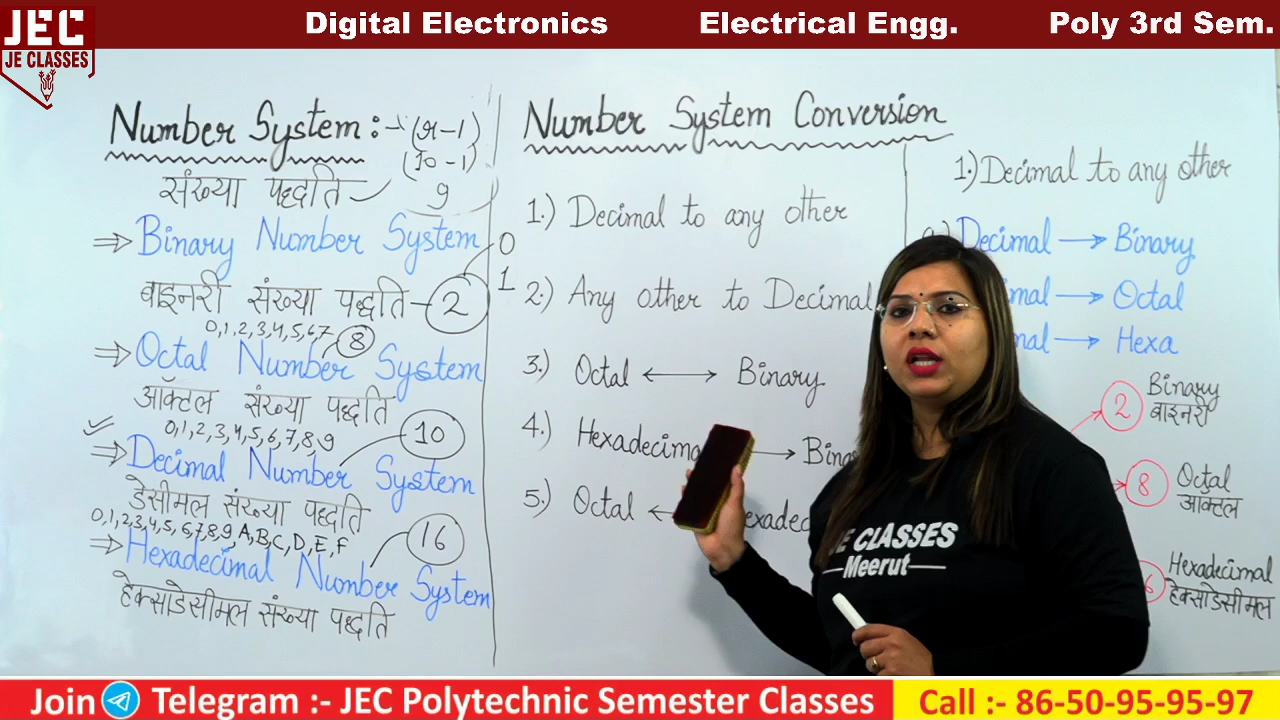 JEC
JE CLASSES
Digital Electronics
Electrical Engg.
Poly 3rd Sem.
Number System :- (r-1)
(10-1)
9
संख्या पद्धति
⇒ Binary Number System
0
1
बाइनरी संख्या पद्धति - 2
0,1,2,3,4,5,6,7
8
⇒ Octal Number System
ऑक्टल संख्या पद्धति
0,1,2,3,4,5,6,7,8,9
10
⇒ Decimal Number System
डेसीमल संख्या पद्धति
0,1,2,3,4,5,6,7,8,9,A,B,C,D,E,F
16
⇒ Hexadecimal Number System
हेक्साडेसीमल संख्या पद्धति
Number System Conversion
1.) Decimal to any other
2.) Any other to Decimal
3.) Octal ⟷ Binary
4.) Hexadecima → Bina
5.) Octal ← exadec
1.) Decimal to any other
Decimal → Binary
mal → Octal
mal → Hexa
2 Binary
बाइनरी
8 Octal
ऑक्टल
6 Hexadecimal
हेक्साडेसीमल
JE CLASSES
Meerut
Join Telegram :- JEC Polytechnic Semester Classes
Call :- 86-50-95-95-97